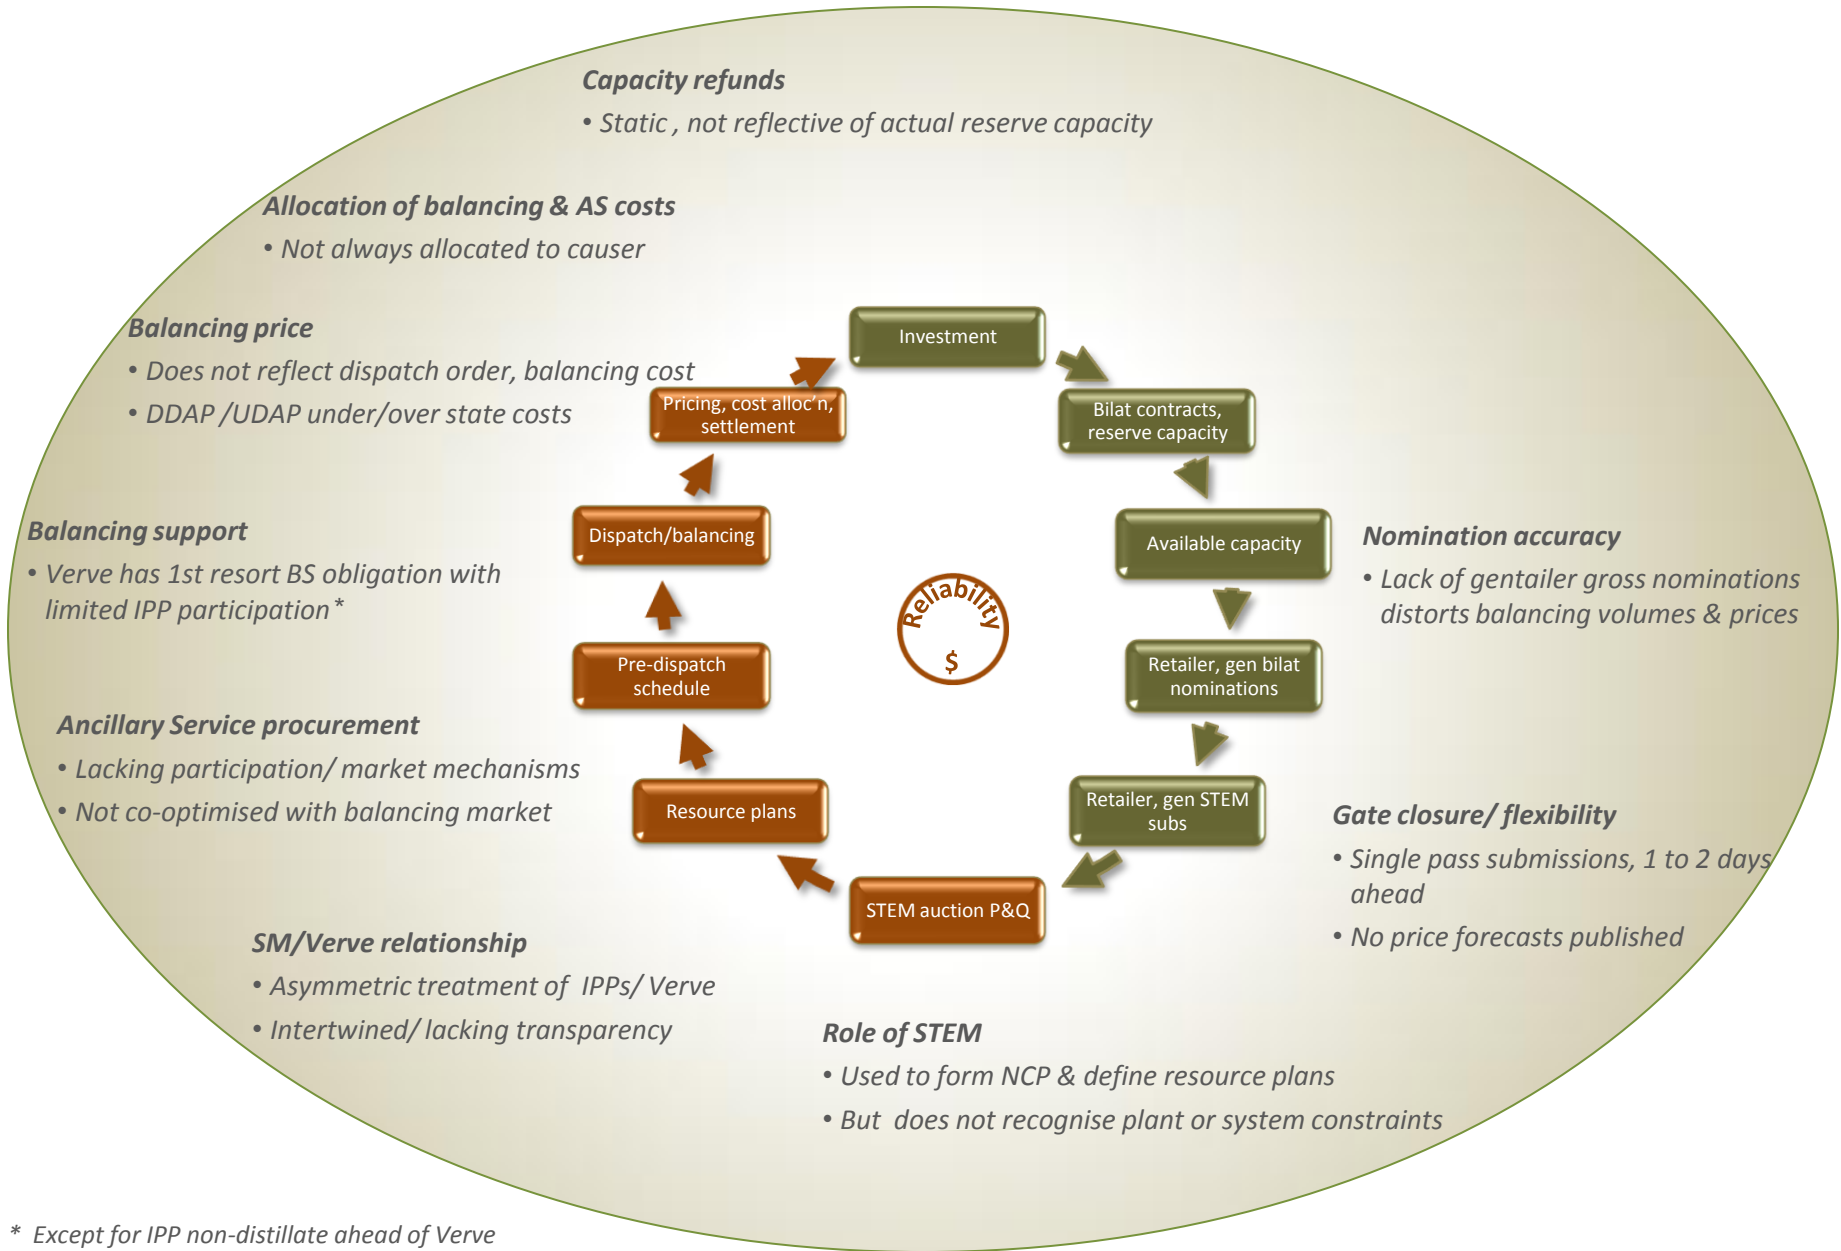 Capacity refunds
• Static , not reflective of actual reserve capacity
Allocation of balancing & AS costs
• Not always allocated to causer
Balancing price
• Does not reflect dispatch order, balancing cost
• DDAP /UDAP under/over state costs
Balancing support
• Verve has 1st resort BS obligation with
limited IPP participation*
Ancillary Service procurement
• Lacking participation/ market mechanisms
• Not co-optimised with balancing market
SM/Verve relationship
• Asymmetric treatment of IPPs/ Verve
• Intertwined/ lacking transparency
Role of STEM
• Used to form NCP & define resource plans
• But does not recognise plant or system constraints
Gate closure/ flexibility
• Single pass submissions, 1 to 2 days
ahead
• No price forecasts published
Nomination accuracy
• Lack of gentailer gross nominations
distorts balancing volumes & prices
Investment
Bilat contracts,
reserve capacity
Available capacity
Retailer, gen bilat
nominations
Retailer, gen STEM
subs
STEM auction P&Q
Resource plans
Pre-dispatch
schedule
Dispatch/balancing
Pricing, cost alloc'n,
settlement
Reliability
$
* Except for IPP non-distillate ahead of Verve